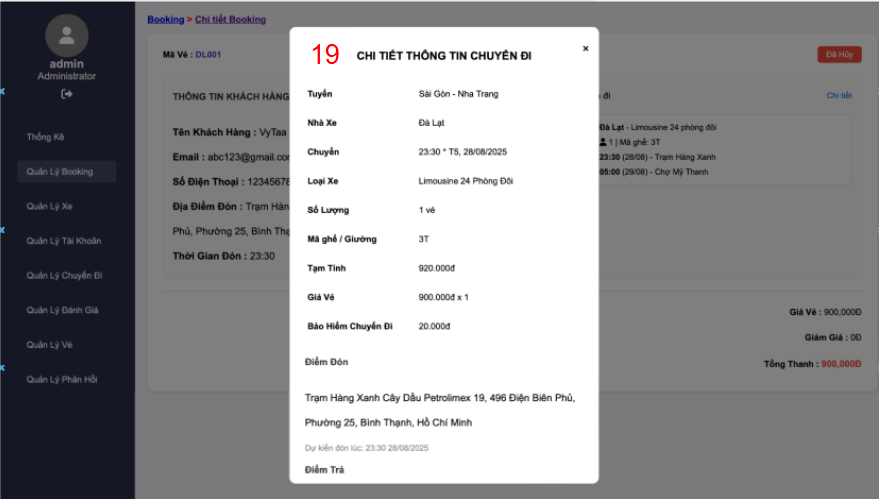 admin
Administrator
Thống Kê
Quản Lý Booking
Quản Lý Xe
Quản Lý Tài Khoản
Quản Lý Chuyến Đi
Quản Lý Đánh Giá
Quản Lý Vé
Quản Lý Phản Hồi
Booking > Chi tiết Booking
Mã Vé : DL001
Đã Hủy
THÔNG TIN KHÁCH HÀNG
Tên Khách Hàng : VyTaa
Email : abc123@gmail.com
Số Điện Thoại : 12345678
Địa Điểm Đón : Trạm Hàn
Phủ, Phường 25, Bình Thạ
Thời Gian Đón : 23:30
19 CHI TIẾT THÔNG TIN CHUYẾN ĐI ×
Tuyến Sài Gòn - Nha Trang
Nhà Xe Đà Lạt
Chuyến 23:30 * T5, 28/08/2025
Loại Xe Limousine 24 Phòng Đôi
Số Lượng 1 vé
Mã ghế / Giường 3T
Tạm Tính 920.000đ
Giá Vé 900.000đ x 1
Bảo Hiểm Chuyến Đi 20.000đ
Điểm Đón
Trạm Hàng Xanh Cây Dầu Petrolimex 19, 496 Điện Biên Phủ,
Phường 25, Bình Thạnh, Hồ Chí Minh
Dự kiến đón lúc: 23:30 28/08/2025
Điểm Trả
đi Chi tiết
Đà Lạt - Limousine 24 phòng đôi
1 | Mã ghế: 3T
23:30 (28/08) - Trạm Hàng Xanh
05:00 (29/08) - Chợ Mỹ Thanh
Giá Vé : 900,000Đ
Giảm Giá : 0Đ
Tổng Thanh : 900,000Đ